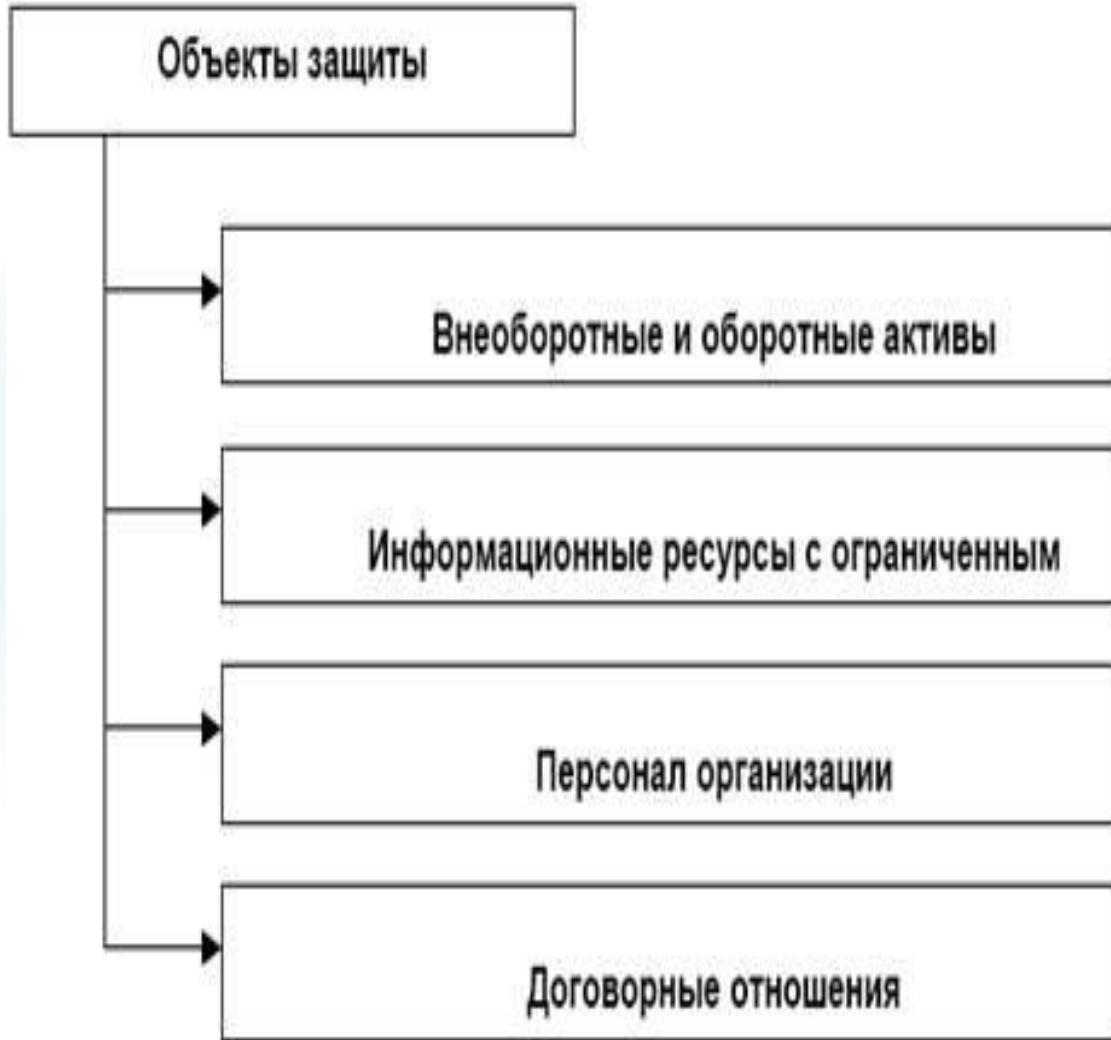 Объекты защиты
Внеоборотные и оборотные активы
Информационные ресурсы с ограниченным
Персонал организации
Договорные отношения